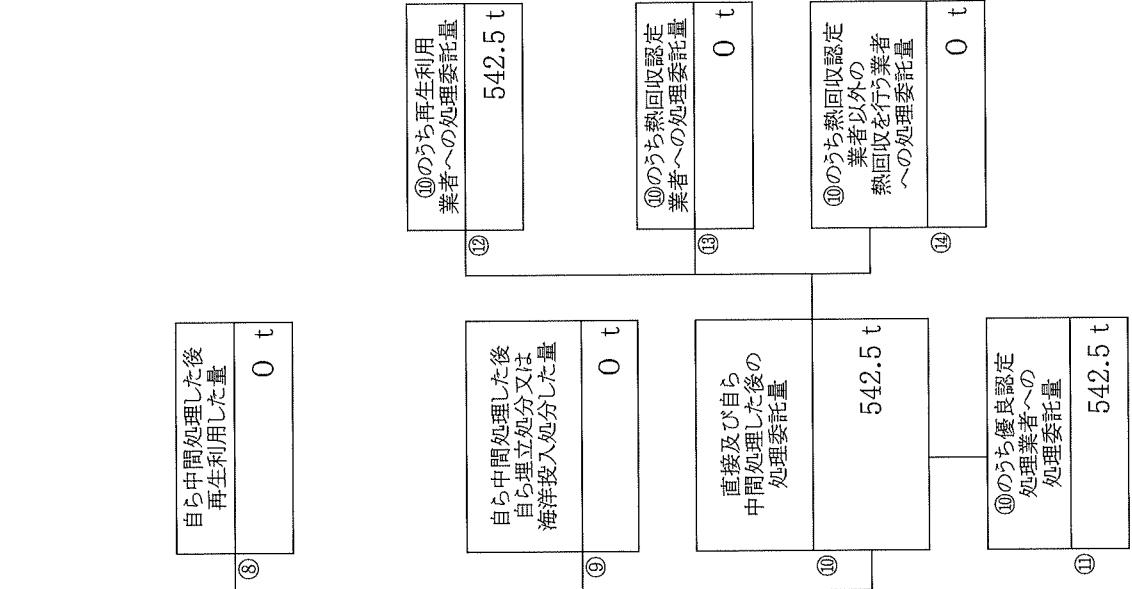 ⑧
自ら中間処理した後
再生利用した量
0 t
⑨
自ら中間処理した後
自ら埋立処分又は
海洋投入処分した量
0 t
⑩
直接及び自ら
中間処理した後の
処理委託量
542.5 t
⑪
⑩のうち優良認定
処理業者への
処理委託量
542.5 t
⑫
⑩のうち再生利用
業者への処理委託量
542.5 t
⑬
⑩のうち熱回収認定
業者への処理委託量
0 t
⑭
⑩のうち熱回収認定
業者以外の
熱回収を行う業者
への処理委託量
0 t